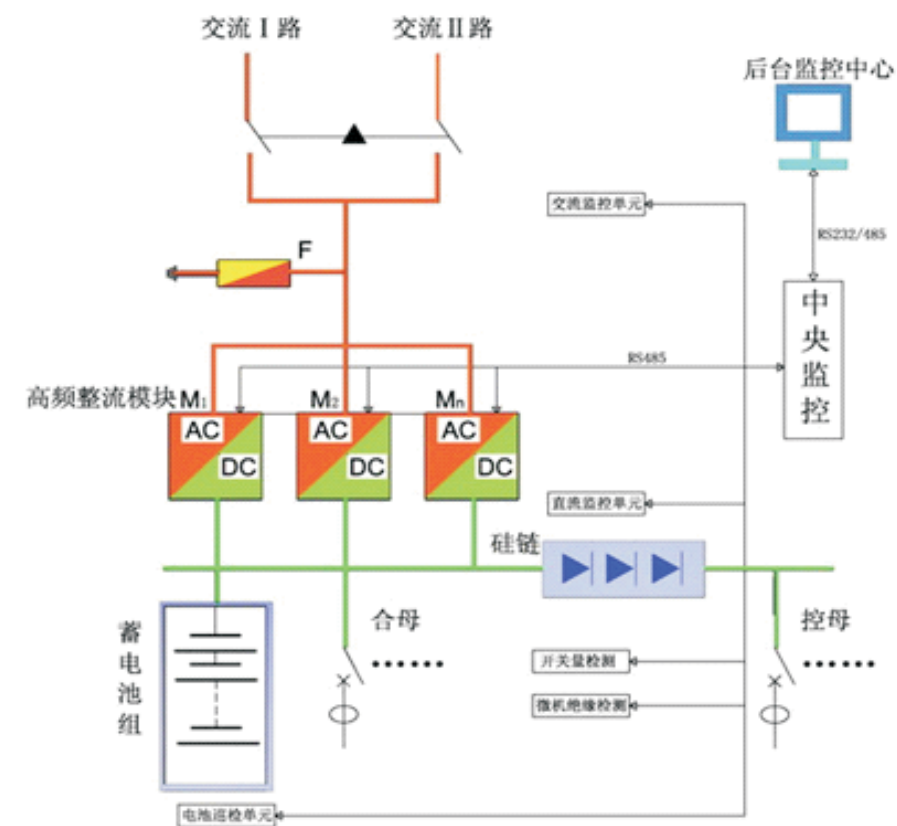 交流Ⅰ路
交流Ⅱ路
后台监控中心
交流监控单元
RS232/485
F
中央监控
RS485
高频整流模块
M1
M2
Mn
AC
DC
AC
DC
AC
DC
直流监控单元
硅链
蓄电池组
合母
••••••
控母
••••••
开关量检测
微机绝缘检测
电池巡检单元